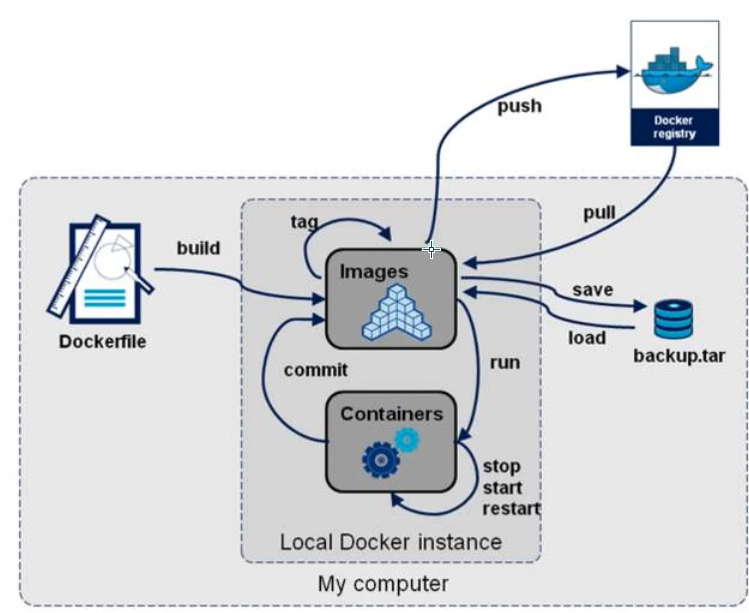 push
Docker
registry
tag
pull
build
Images
save
load
Dockerfile
backup.tar
commit
run
Containers
stop
start
restart
Local Docker instance
My computer